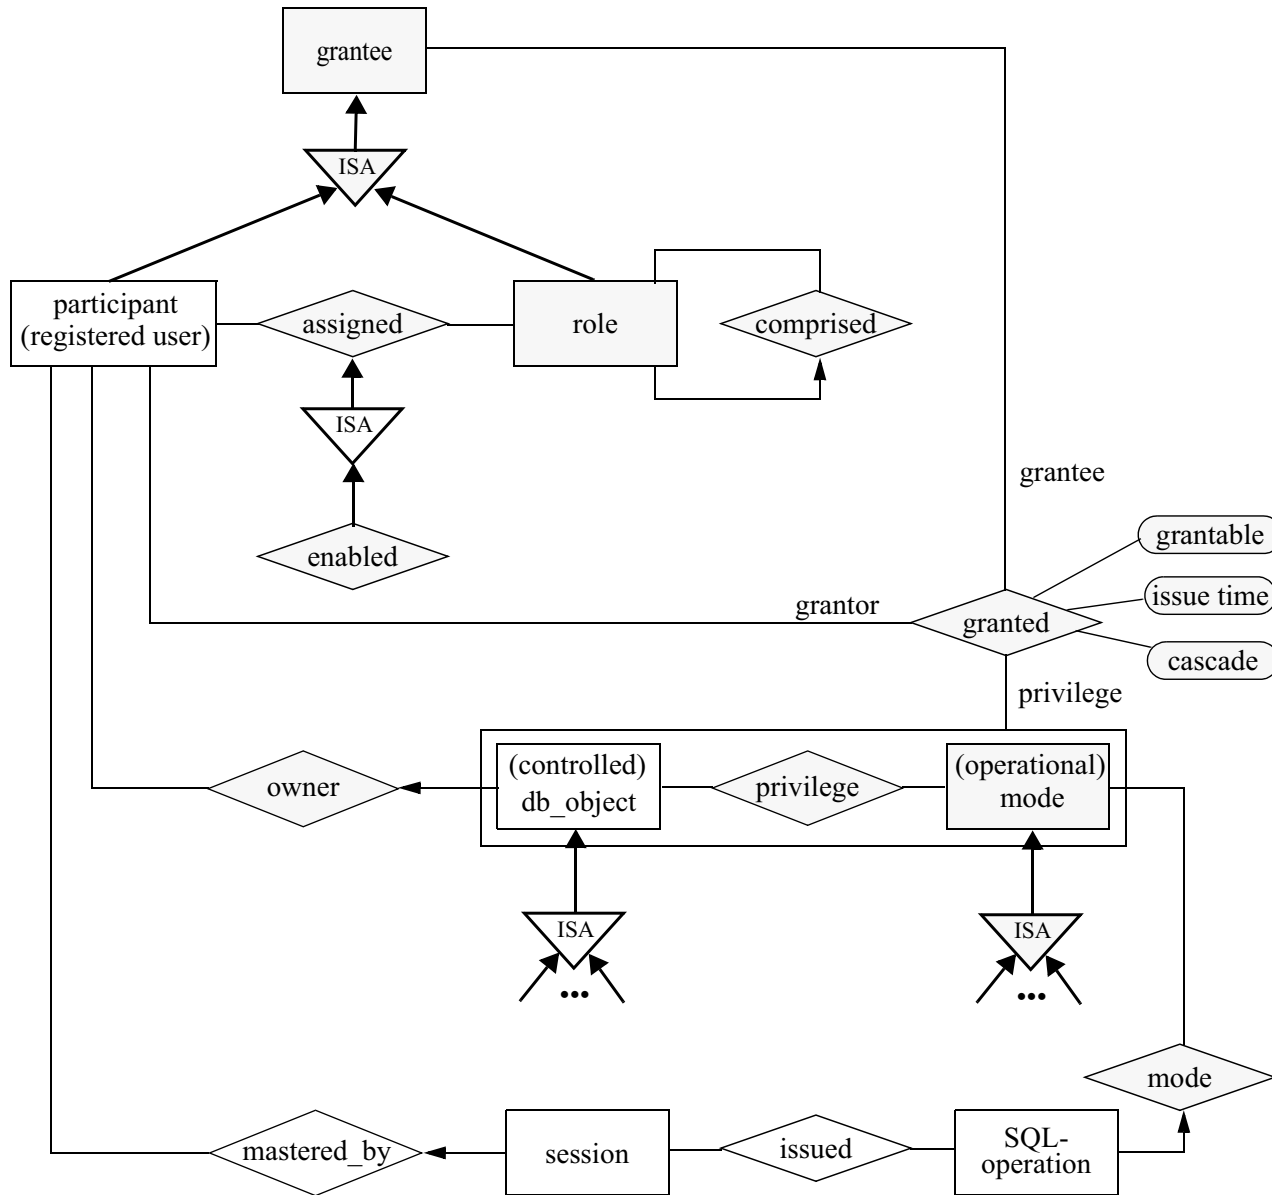 grantee
ISA
participant
(registered user)
assigned
role
comprised
ISA
grantee
enabled
grantable
issue time
grantor
granted
cascade
privilege
owner
(controlled)
db_object
privilege
(operational)
mode
ISA
...
ISA
...
mode
mastered_by
session
issued
SQL-
operation